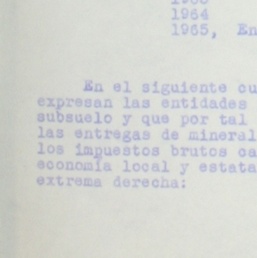 1964
1965, En
En el siguiente cu
expresan las entidades
subsuelo y que por tal
las entregas de mineral
los impuestos brutos ca
economía local y estata
extrema derecha: